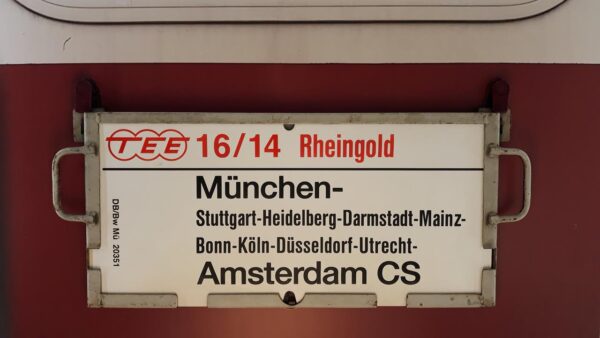 TEE 16/14 Rheingold
München-
Stuttgart-Heidelberg-Darmstadt-Mainz-
Bonn-Köln-Düsseldorf-Utrecht-
Amsterdam CS
DB/Bw Mü 20351